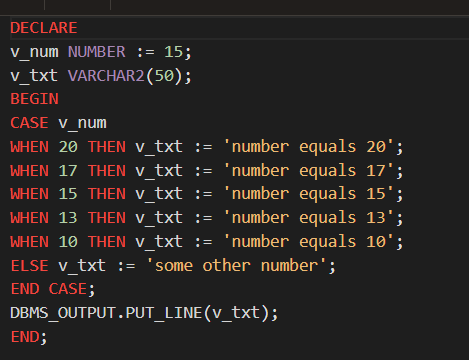 DECLARE
v_num NUMBER := 15;
v_txt VARCHAR2(50);
BEGIN
CASE v_num
WHEN 20 THEN v_txt := 'number equals 20';
WHEN 17 THEN v_txt := 'number equals 17';
WHEN 15 THEN v_txt := 'number equals 15';
WHEN 13 THEN v_txt := 'number equals 13';
WHEN 10 THEN v_txt := 'number equals 10';
ELSE v_txt := 'some other number';
END CASE;
DBMS_OUTPUT.PUT_LINE(v_txt);
END;